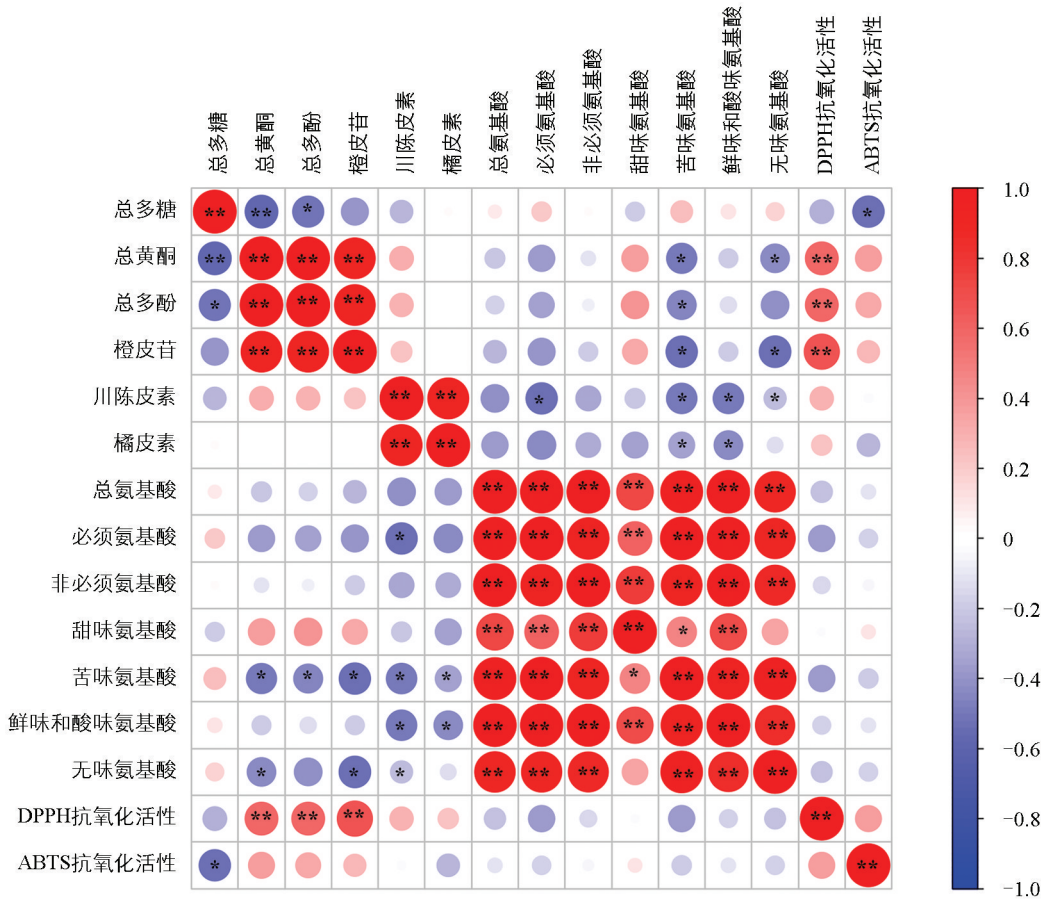 总多糖
总黄酮
总多酚
橙皮苷
川陈皮素
橘皮素
总氨基酸
必须氨基酸
非必须氨基酸
甜味氨基酸
苦味氨基酸
鲜味和酸味氨基酸
无味氨基酸
DPPH抗氧化活性
ABTS抗氧化活性
总多糖 ** ** * *
总黄酮 ** ** ** ** * * **
总多酚 * ** ** ** * **
橙皮苷 ** ** ** * * **
川陈皮素 ** ** * * * *
橘皮素 ** ** * *
总氨基酸 ** ** ** ** ** ** **
必须氨基酸 * ** ** ** ** ** ** **
非必须氨基酸 ** ** ** ** ** ** **
甜味氨基酸 ** ** ** ** * **
苦味氨基酸 * * * * * ** ** ** * ** ** **
鲜味和酸味氨基酸 * * ** ** ** ** ** ** **
无味氨基酸 * * * ** ** ** ** ** **
DPPH抗氧化活性 ** ** ** **
ABTS抗氧化活性 * **
1.0
0.8
0.6
0.4
0.2
0
−0.2
−0.4
−0.6
−0.8
−1.0